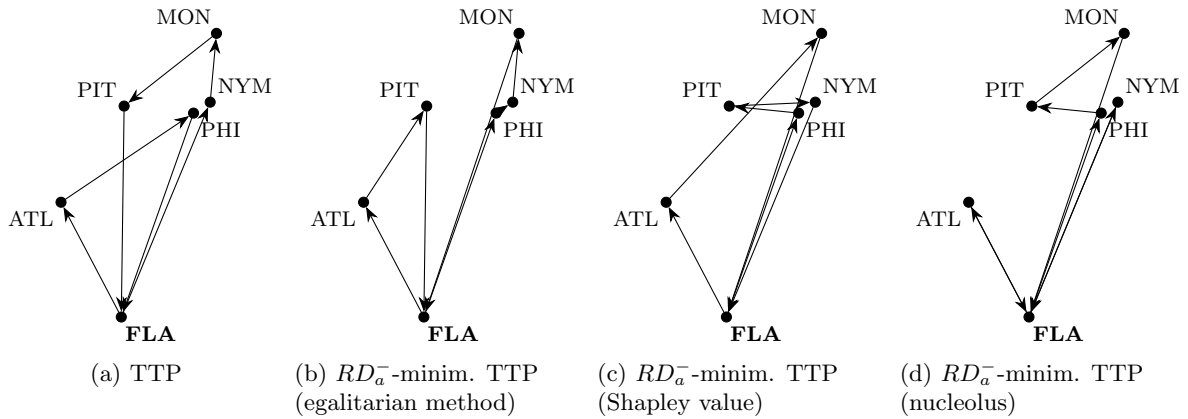 MON
PIT
NYM
PHI
ATL
FLA
(a) TTP
MON
PIT
NYM
PHI
ATL
FLA
(b) RD_a^- -minim. TTP
(egalitarian method)
MON
PIT
NYM
PHI
ATL
FLA
(c) RD_a^- -minim. TTP
(Shapley value)
MON
PIT
NYM
PHI
ATL
FLA
(d) RD_a^- -minim. TTP
(nucleolus)